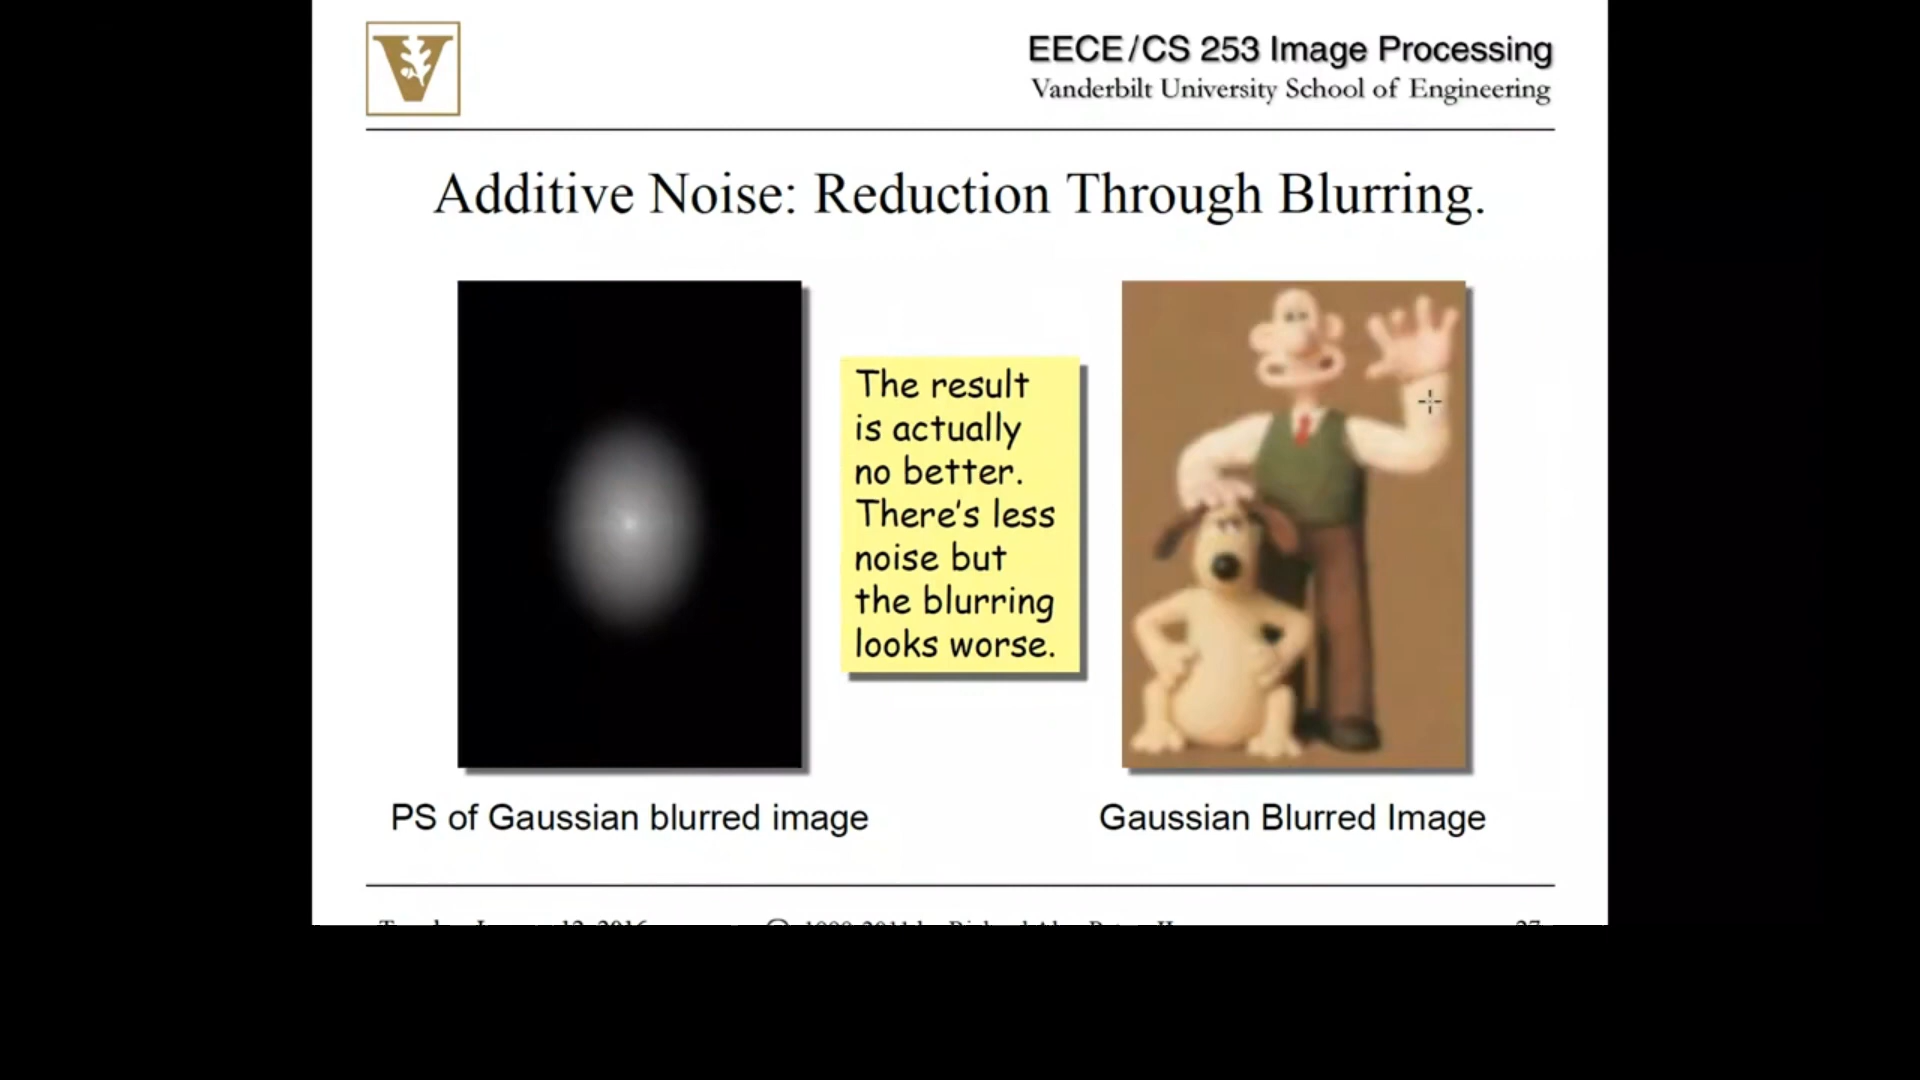 V
EECE/CS 253 Image Processing
Vanderbilt University School of Engineering
Additive Noise: Reduction Through Blurring.
The result
is actually
no better.
There's less
noise but
the blurring
looks worse.
PS of Gaussian blurred image
Gaussian Blurred Image